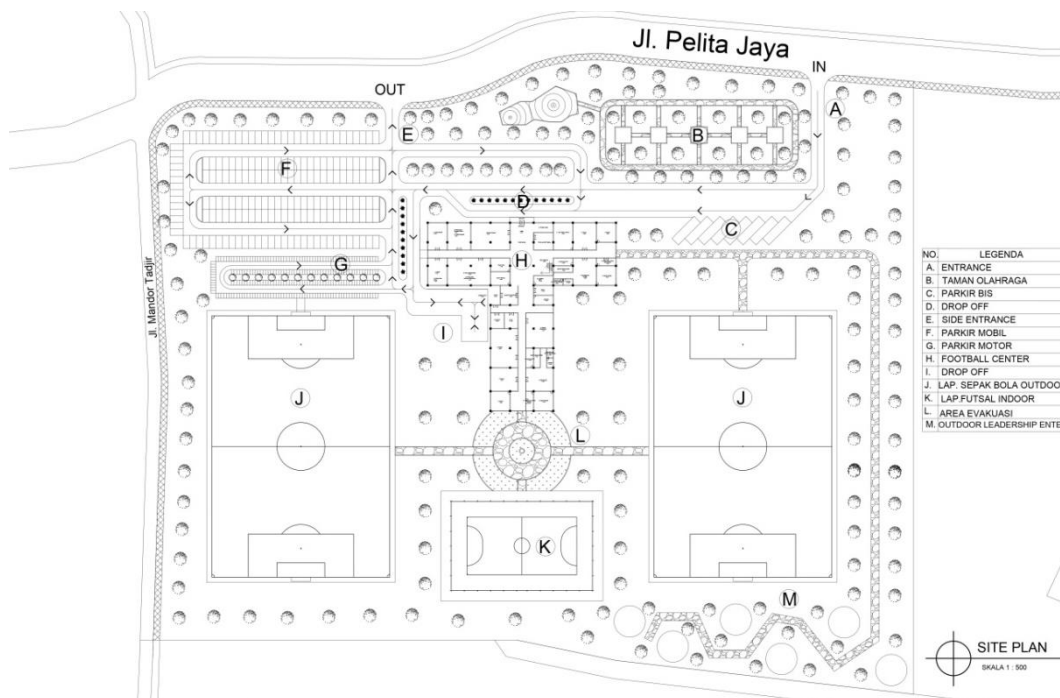 Jl. Pelita Jaya
IN
OUT
A
E
B
F
D
C
H
G
Jl. Mandor Tadjir
I
J
J
L
K
M
NO. LEGENDA
A. ENTRANCE
B. TAMAN OLAHRAGA
C. PARKIR BIS
D. DROP OFF
E. SIDE ENTRANCE
F. PARKIR MOBIL
G. PARKIR MOTOR
H. FOOTBALL CENTER
I. DROP OFF
J. LAP. SEPAK BOLA OUTDOO
K. LAP.FUTSAL INDOOR
L. AREA EVAKUASI
M. OUTDOOR LEADERSHIP ENTE
SITE PLAN
SKALA 1 : 500